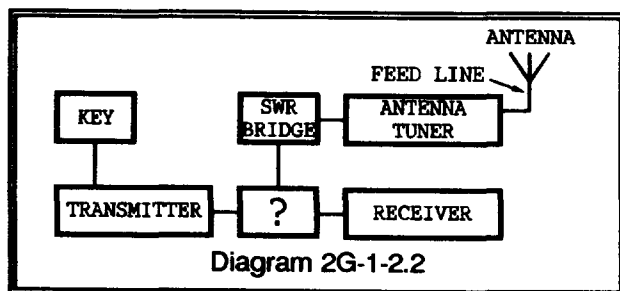 ANTENNA
FEED LINE
KEY
SWR
BRIDGE
ANTENNA
TUNER
TRANSMITTER
?
RECEIVER
Diagram 2G-1-2.2